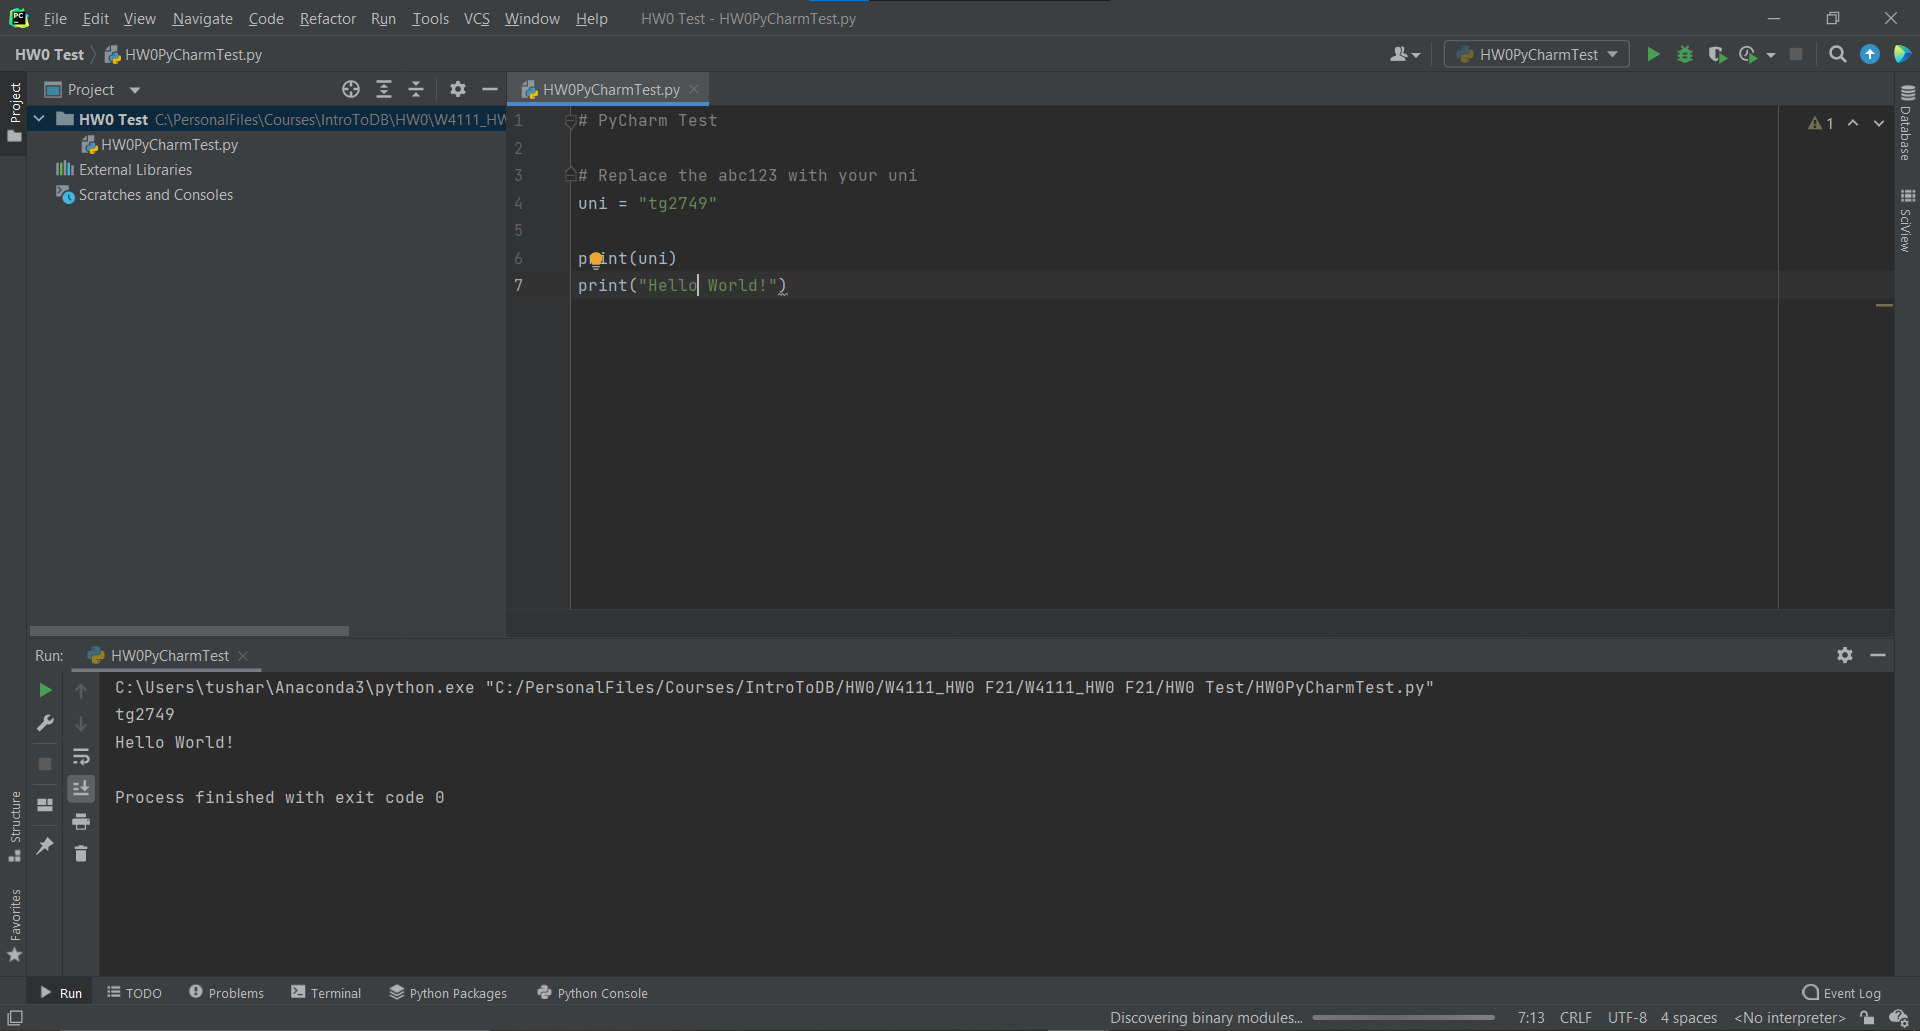 PC File Edit View Navigate Code Refactor Run Tools VCS Window Help HW0 Test - HW0PyCharmTest.py
HW0 Test HW0PyCharmTest.py HW0PyCharmTest
Project Project HW0PyCharmTest.py
HW0 Test C:\PersonalFiles\Courses\IntroToDB\HW0\W4111_HW
HW0PyCharmTest.py
External Libraries
Scratches and Consoles
1 # PyCharm Test
2
3 # Replace the abc123 with your uni
4 uni = "tg2749"
5
6 print(uni)
7 print("Hello World!")
1
Database
SciView
Run: HW0PyCharmTest
C:\Users\tushar\Anaconda3\python.exe "C:/PersonalFiles/Courses/IntroToDB/HW0/W4111_HW0 F21/W4111_HW0 F21/HW0 Test/HW0PyCharmTest.py"
tg2749
Hello World!
Process finished with exit code 0
Structure
Favorites
Run TODO Problems Terminal Python Packages Python Console Event Log
Discovering binary modules... 7:13 CRLF UTF-8 4 spaces <No interpreter>